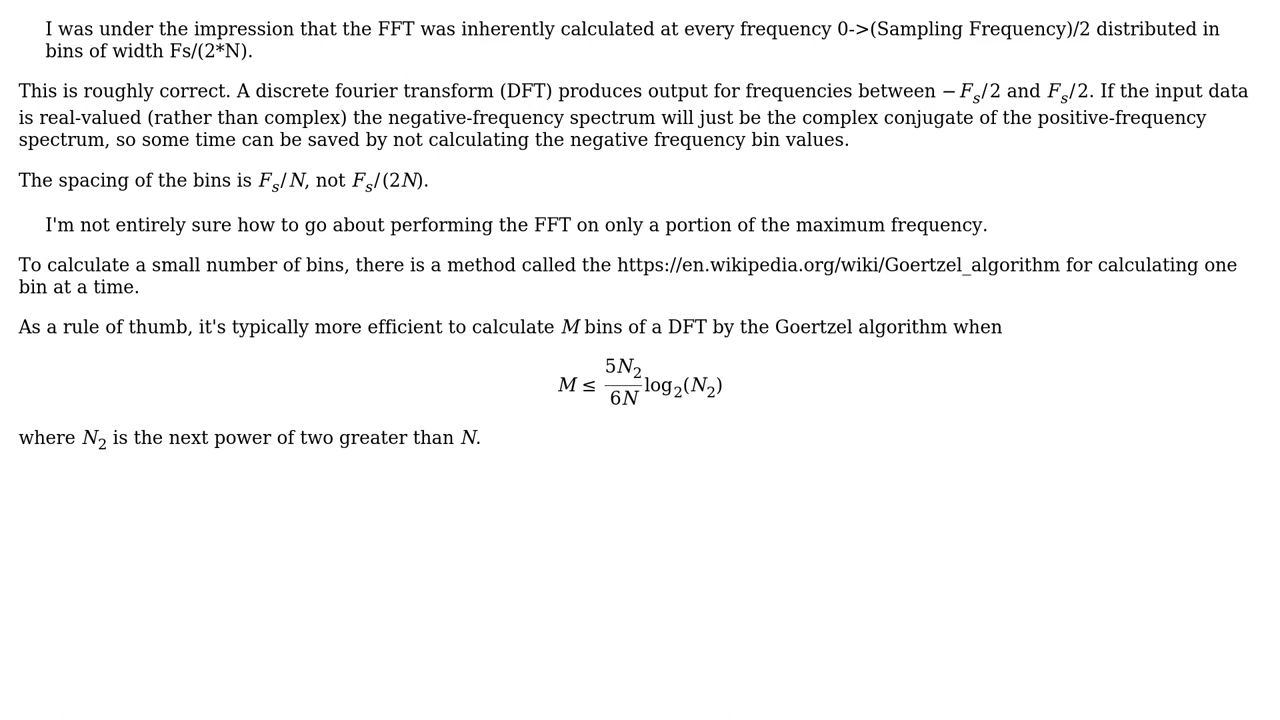 I was under the impression that the FFT was inherently calculated at every frequency 0->(Sampling Frequency)/2 distributed in
bins of width Fs/(2*N).
This is roughly correct. A discrete fourier transform (DFT) produces output for frequencies between −F_s/2 and F_s/2. If the input data
is real-valued (rather than complex) the negative-frequency spectrum will just be the complex conjugate of the positive-frequency
spectrum, so some time can be saved by not calculating the negative frequency bin values.
The spacing of the bins is F_s/N, not F_s/(2N).
I'm not entirely sure how to go about performing the FFT on only a portion of the maximum frequency.
To calculate a small number of bins, there is a method called the https://en.wikipedia.org/wiki/Goertzel_algorithm for calculating one
bin at a time.
As a rule of thumb, it's typically more efficient to calculate M bins of a DFT by the Goertzel algorithm when
M ≤ \frac{5N_2}{6N} log_2(N_2)
where N_2 is the next power of two greater than N.